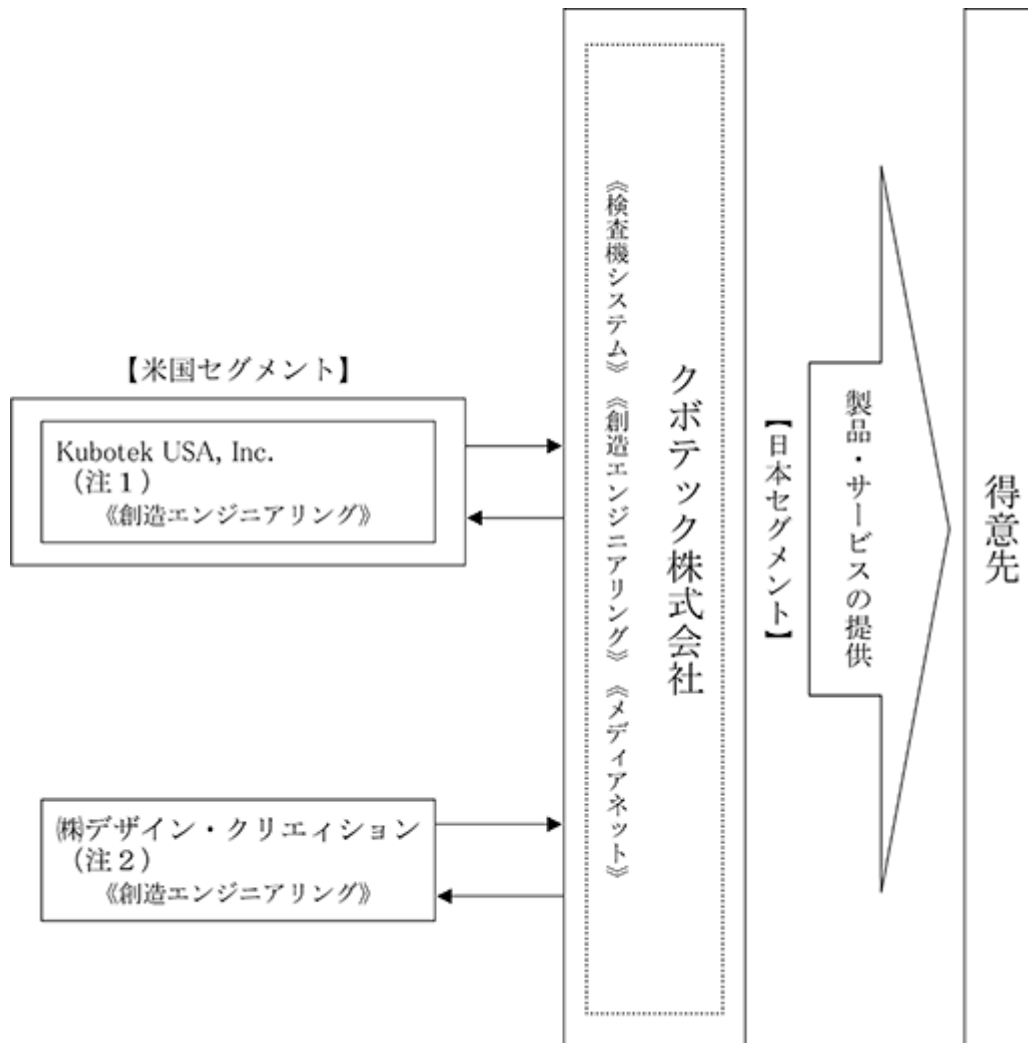 【米国セグメント】
Kubotek USA, Inc.
（注１）
《創造エンジニアリング》
㈱デザイン・クリエィション
（注２）
《創造エンジニアリング》
《検査機システム》《創造エンジニアリング》《メディアネット》
クボテック株式会社
【日本セグメント】
製品・サービスの提供
得意先